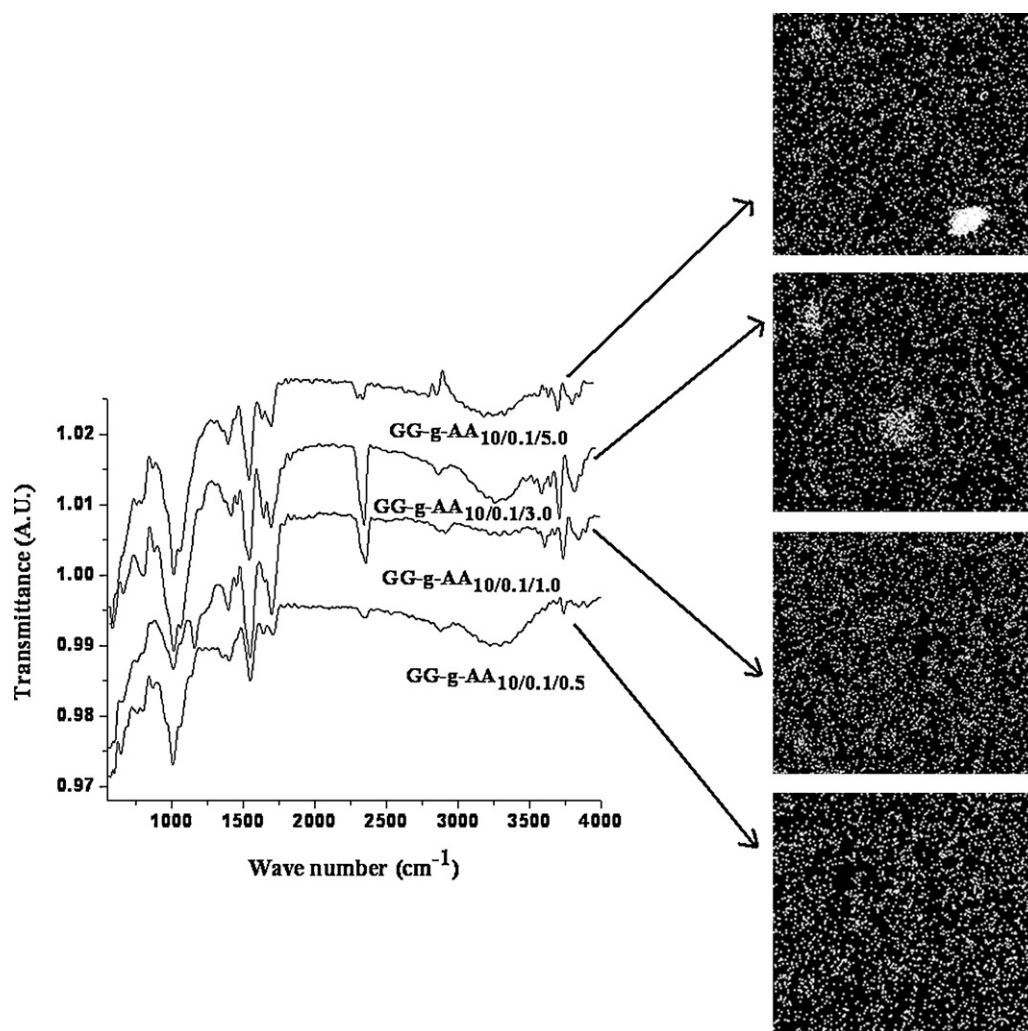 Transmittance (A.U.)
1.02
1.01
1.00
0.99
0.98
0.97
GG-g-AA10/0.1/5.0
GG-g-AA10/0.1/3.0
GG-g-AA10/0.1/1.0
GG-g-AA10/0.1/0.5
1000 1500 2000 2500 3000 3500 4000
Wave number (cm-1)